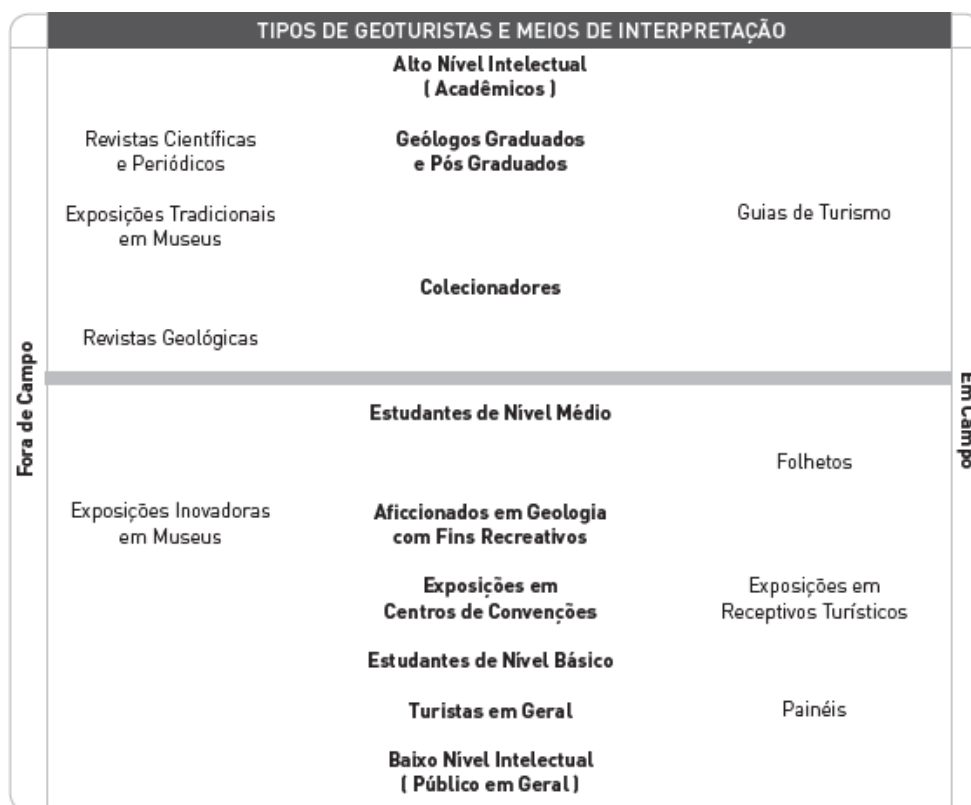 TIPOS DE GEOTURISTAS E MEIOS DE INTERPRETAÇÃO
Alto Nível Intelectual
( Acadêmicos )
Revistas Científicas
e Periódicos
Geólogos Graduados
e Pós Graduados
Exposições Tradicionais
em Museus
Guias de Turismo
Colecionadores
Revistas Geológicas
Fora de Campo
Em Campo
Estudantes de Nível Médio
Folhetos
Exposições Inovadoras
em Museus
Aficcionados em Geologia
com Fins Recreativos
Exposições em
Centros de Convenções
Exposições em
Receptivos Turísticos
Estudantes de Nível Básico
Turistas em Geral
Painéis
Baixo Nível Intelectual
( Público em Geral )